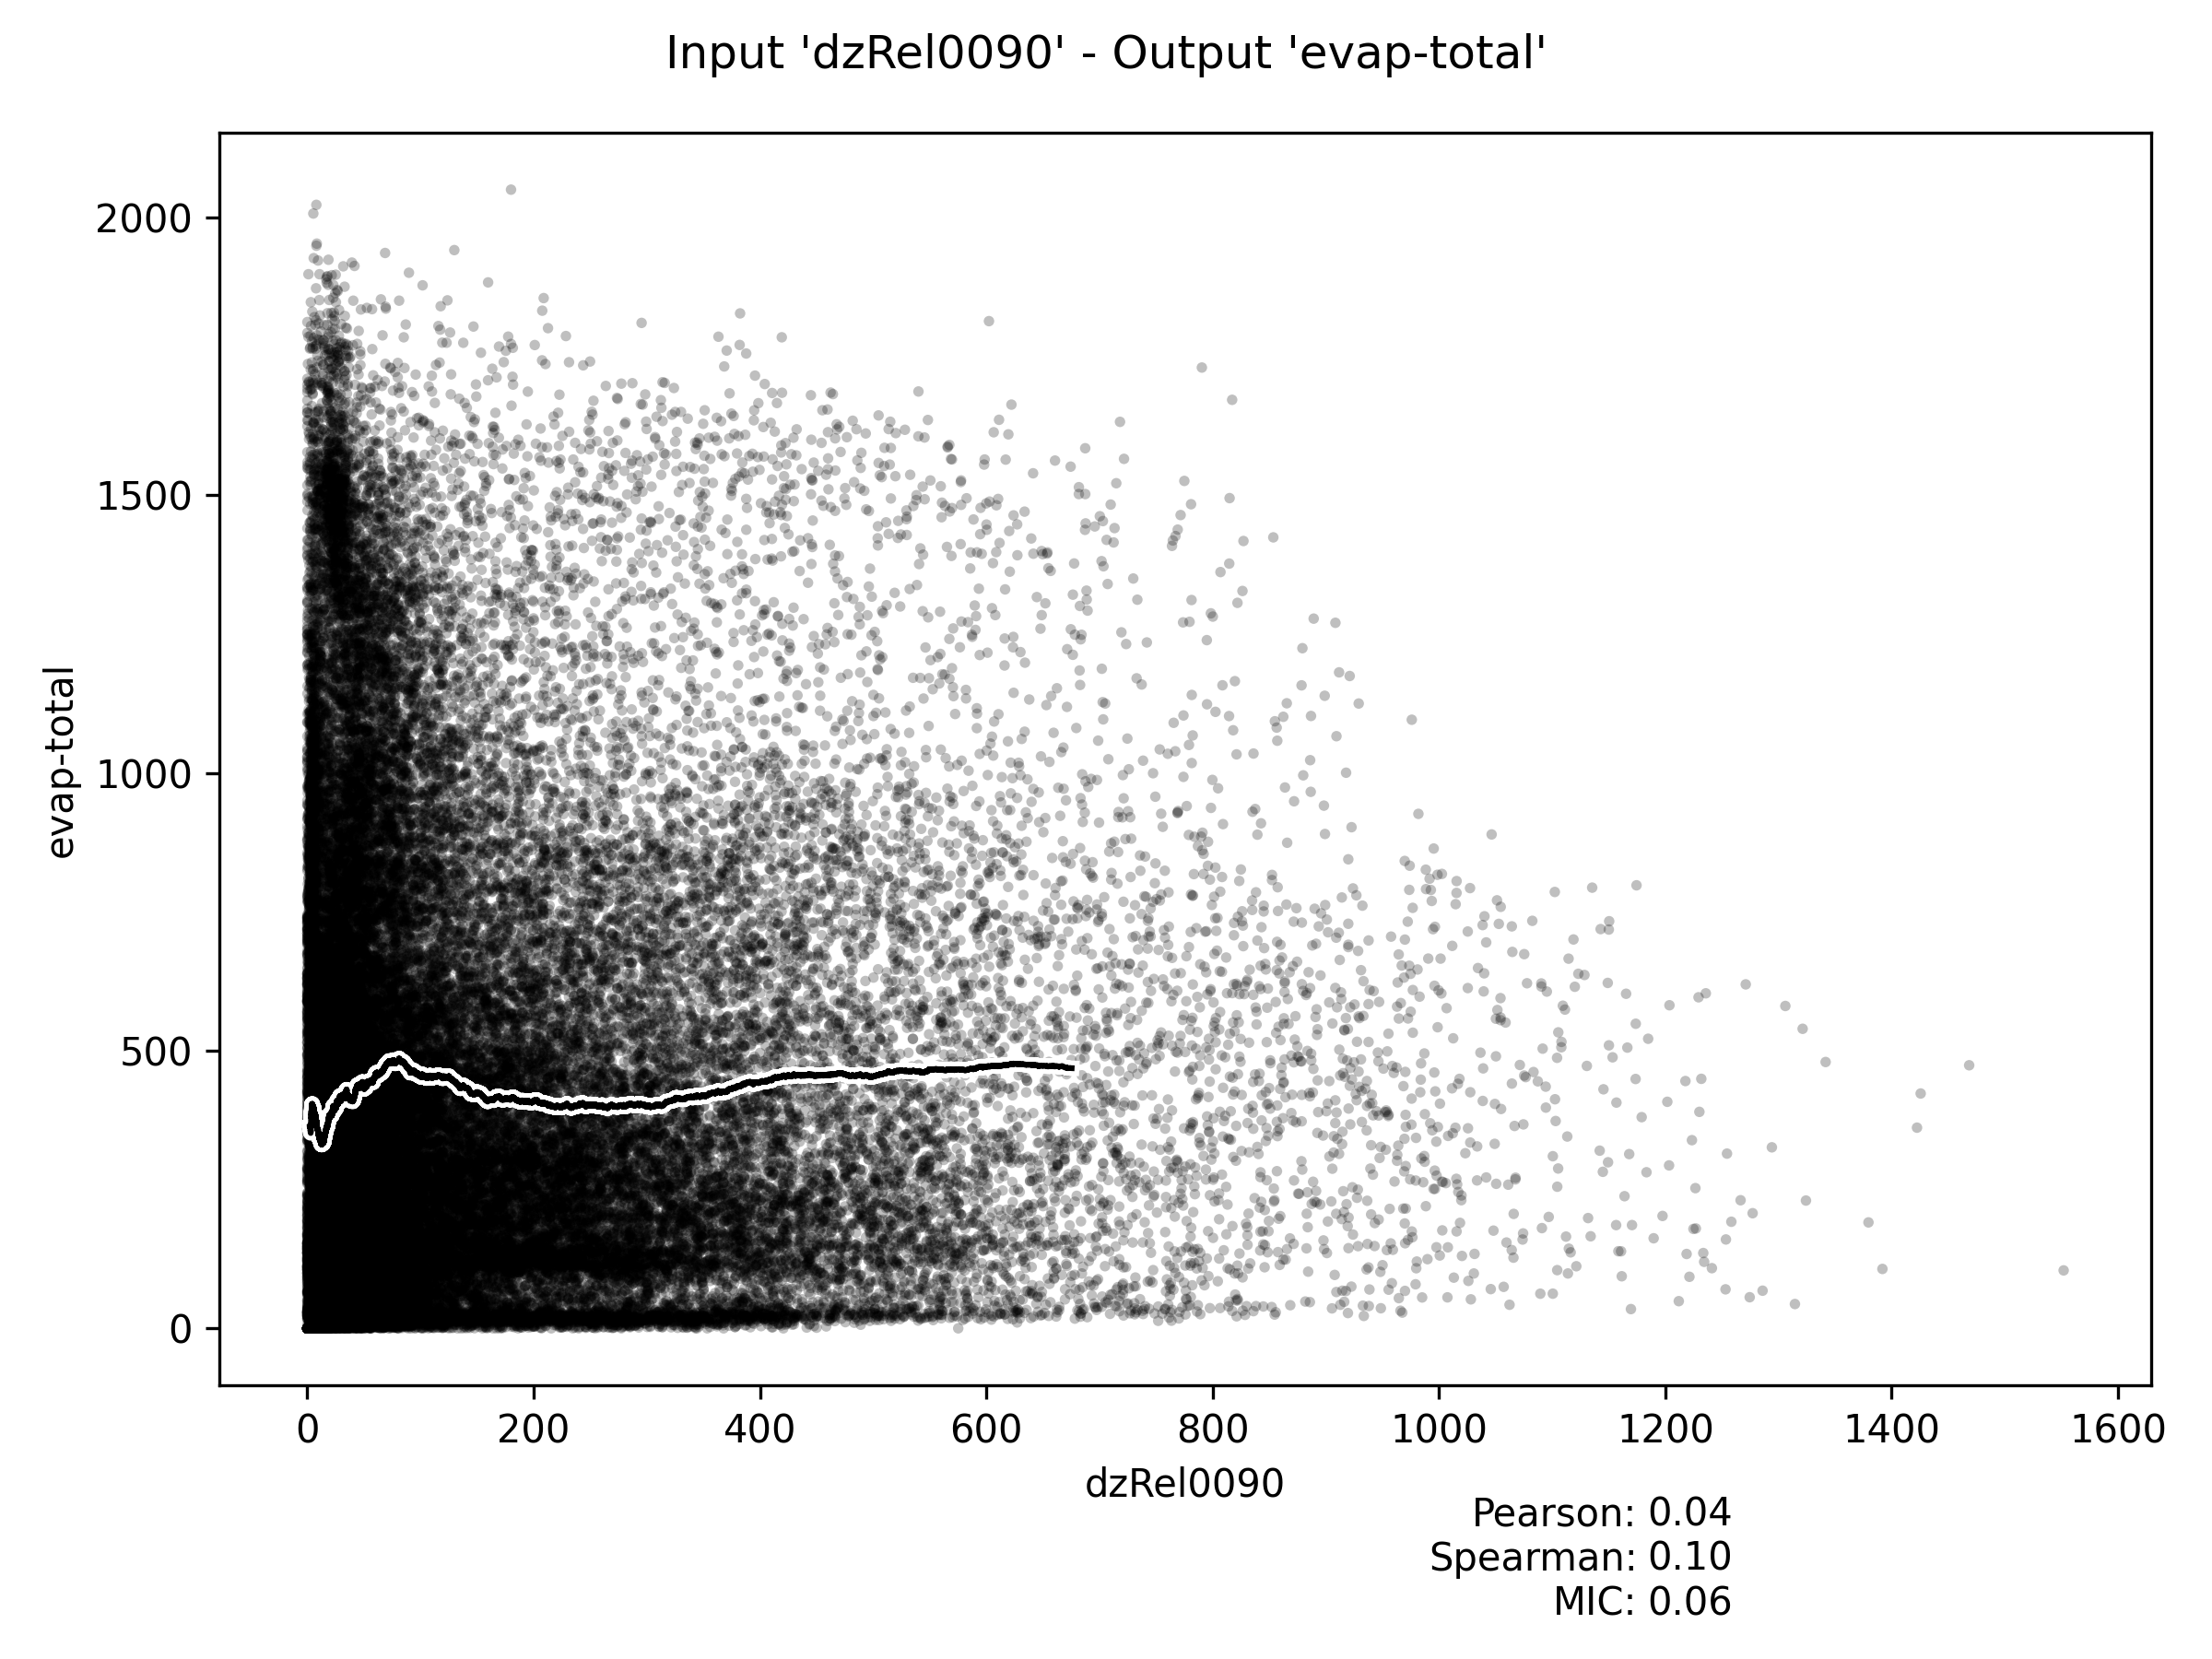 Input 'dzRel0090' - Output 'evap-total'
2000
1500
1000
500
0
evap-total
0 200 400 600 800 1000 1200 1400 1600
dzRel0090
Pearson: 0.04
Spearman: 0.10
MIC: 0.06